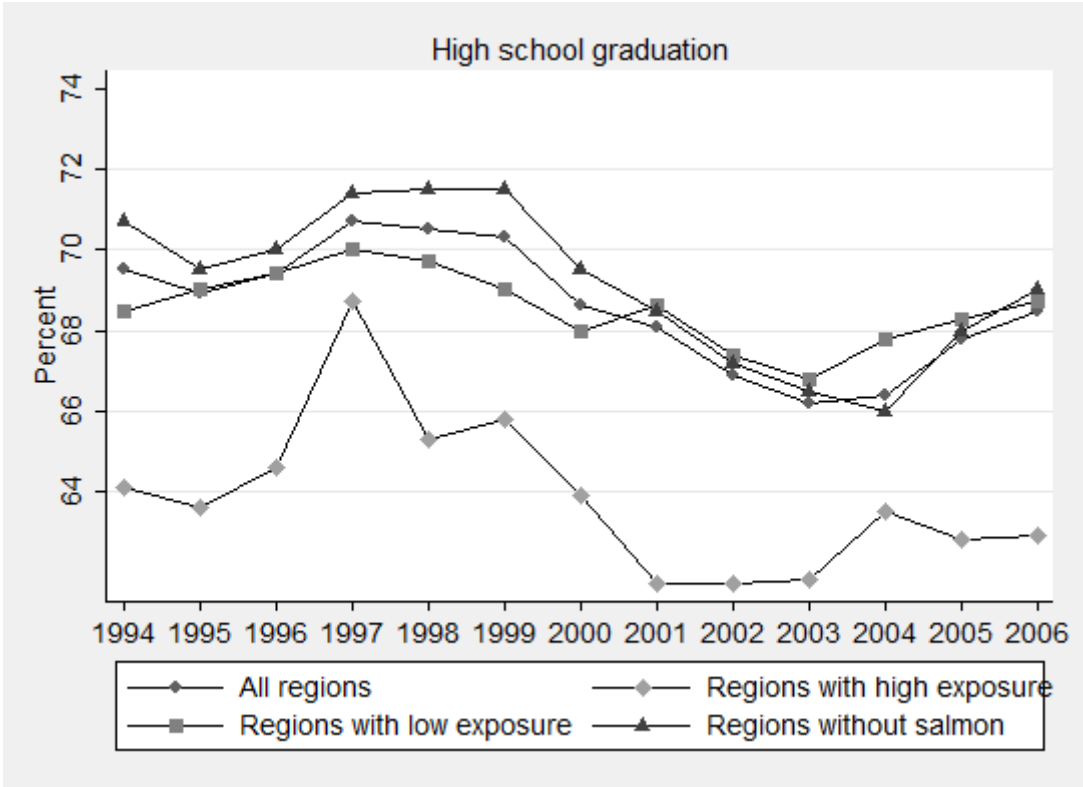 High school graduation
Percent
74
72
70
68
66
64
1994 1995 1996 1997 1998 1999 2000 2001 2002 2003 2004 2005 2006
All regions Regions with high exposure
Regions with low exposure Regions without salmon